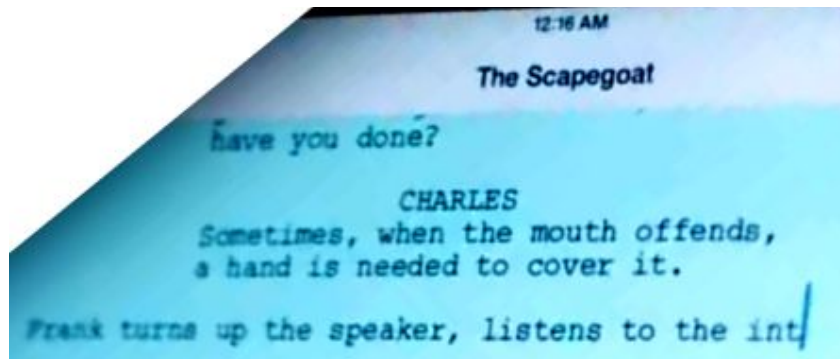 12:16 AM
The Scapegoat
have you done?
CHARLES
Sometimes, when the mouth offends,
a hand is needed to cover it.
Frank turns up the speaker, listens to the int